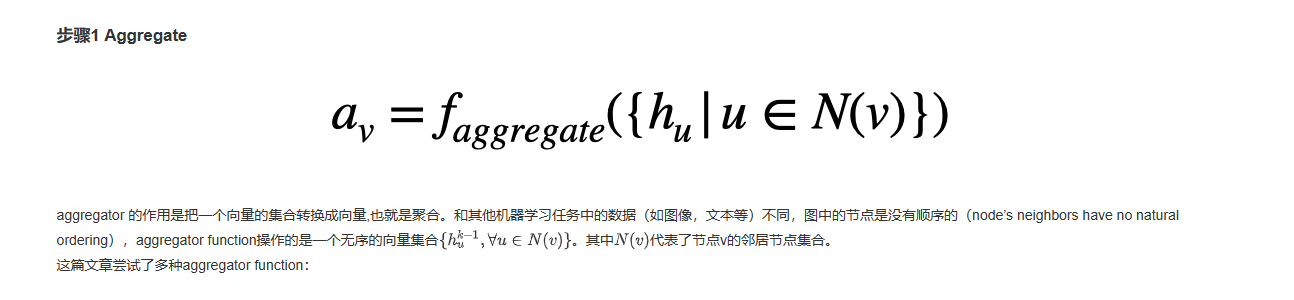 步骤1 Aggregate
a_v = f_{aggregate}({h_u | u ∈ N(v)})
aggregator 的作用是把一个向量的集合转换成向量,也就是聚合。和其他机器学习任务中的数据（如图像，文本等）不同，图中的节点是没有顺序的（node’s neighbors have no natural
ordering），aggregator function操作的是一个无序的向量集合{h_u^{k−1}, ∀u ∈ N(v)}。其中N(v)代表了节点v的邻居节点集合。
这篇文章尝试了多种aggregator function：